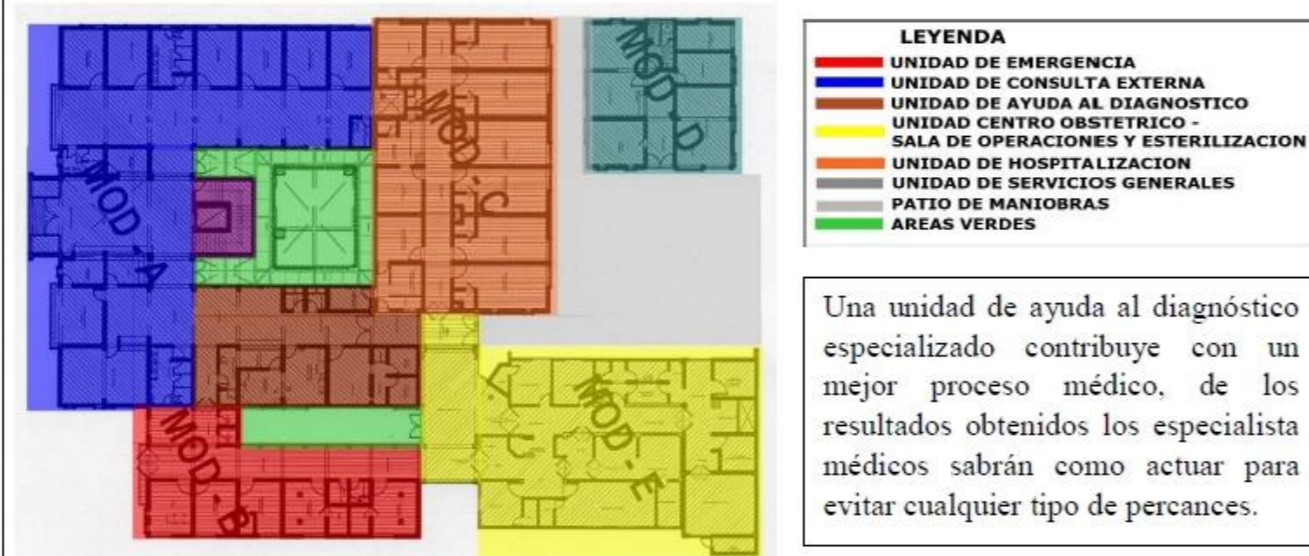 MOD - A
MOD - C
MOD - D
MOD - B
MOD - E
LEYENDA
UNIDAD DE EMERGENCIA
UNIDAD DE CONSULTA EXTERNA
UNIDAD DE AYUDA AL DIAGNOSTICO
UNIDAD CENTRO OBSTETRICO -
SALA DE OPERACIONES Y ESTERILIZACION
UNIDAD DE HOSPITALIZACION
UNIDAD DE SERVICIOS GENERALES
PATIO DE MANIOBRAS
AREAS VERDES
Una unidad de ayuda al diagnóstico
especializado contribuye con un
mejor proceso médico, de los
resultados obtenidos los especialista
médicos sabrán como actuar para
evitar cualquier tipo de percances.